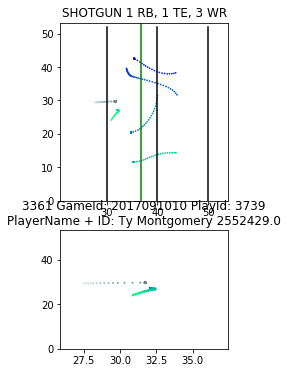 SHOTGUN 1 RB, 1 TE, 3 WR
50
40
30
20
10
0
30 40 50
3361 GameId: 2017091010 PlayId: 3739
PlayerName + ID: Ty Montgomery 2552429.0
40
20
0
27.5 30.0 32.5 35.0